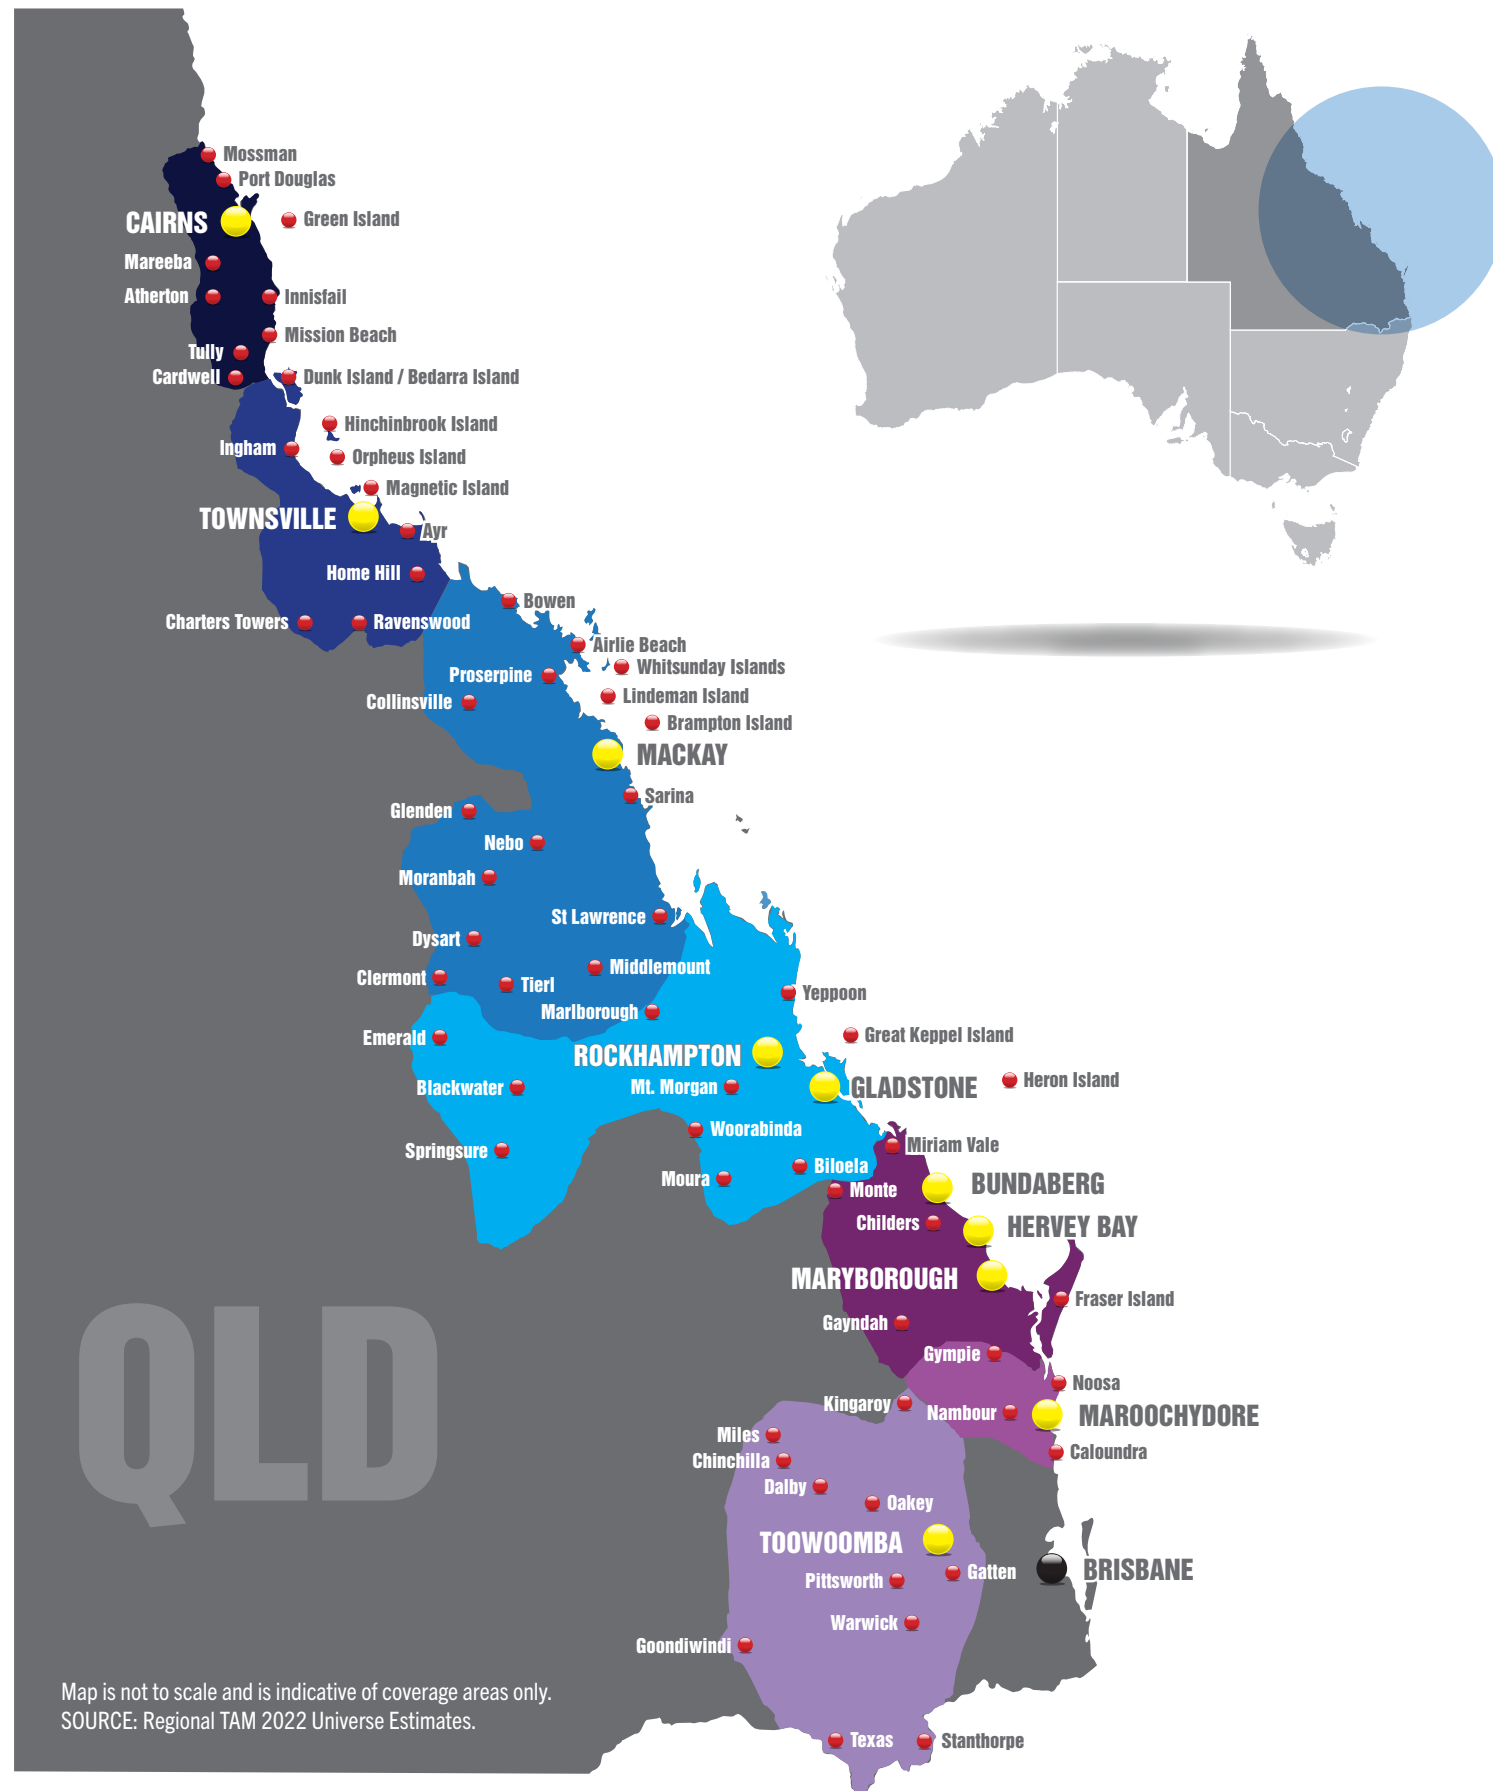 Mossman
Port Douglas
CAIRNS
Green Island
Mareeba
Atherton
Innisfail
Mission Beach
Tully
Cardwell
Dunk Island / Bedarra Island
Hinchinbrook Island
Ingham
Orpheus Island
Magnetic Island
TOWNSVILLE
Ayr
Home Hill
Bowen
Charters Towers
Ravenswood
Airlie Beach
Whitsunday Islands
Proserpine
Lindeman Island
Collinsville
Brampton Island
MACKAY
Sarina
Glenden
Nebo
Moranbah
St Lawrence
Dysart
Middlemount
Clermont
Tierl
Yeppoon
Marlborough
Great Keppel Island
Emerald
ROCKHAMPTON
Heron Island
Blackwater
Mt. Morgan
GLADSTONE
Woorabinda
Miriam Vale
Springsure
Biloela
Moura
BUNDABERG
Monte
Childers
HERVEY BAY
MARYBOROUGH
Fraser Island
Gayndah
Gympie
QLD
Noosa
Kingaroy
Nambour
MAROOCHYDORE
Miles
Caloundra
Chinchilla
Dalby
Oakey
TOOWOOMBA
BRISBANE
Gatten
Pittsworth
Warwick
Goondiwindi
Map is not to scale and is indicative of coverage areas only.
SOURCE: Regional TAM 2022 Universe Estimates.
Texas
Stanthorpe